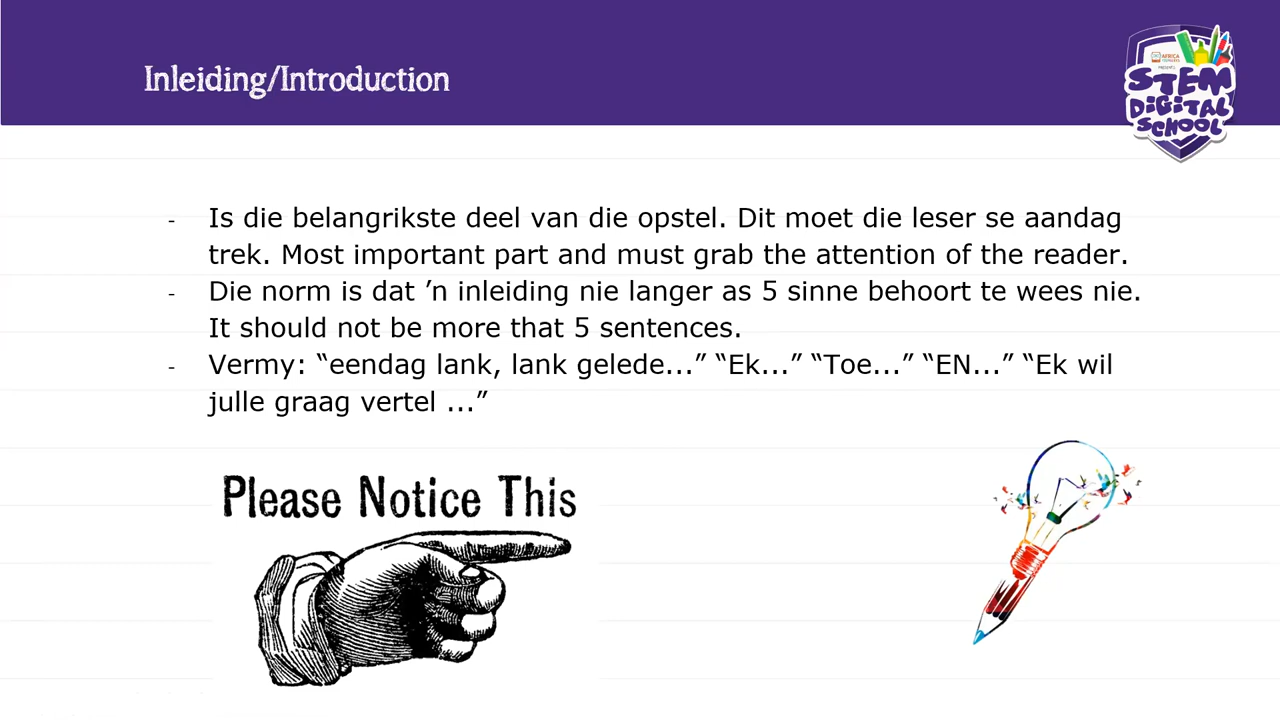 Inleiding/Introduction
AFRICA
PRESENTS
STEM
DIGITAL
SCHOOL
- Is die belangrikste deel van die opstel. Dit moet die leser se aandag
trek. Most important part and must grab the attention of the reader.
- Die norm is dat ’n inleiding nie langer as 5 sinne behoort te wees nie.
It should not be more that 5 sentences.
- Vermy: “eendag lank, lank gelede...” “Ek...” “Toe...” “EN...” “Ek wil
julle graag vertel ...”
Please Notice This